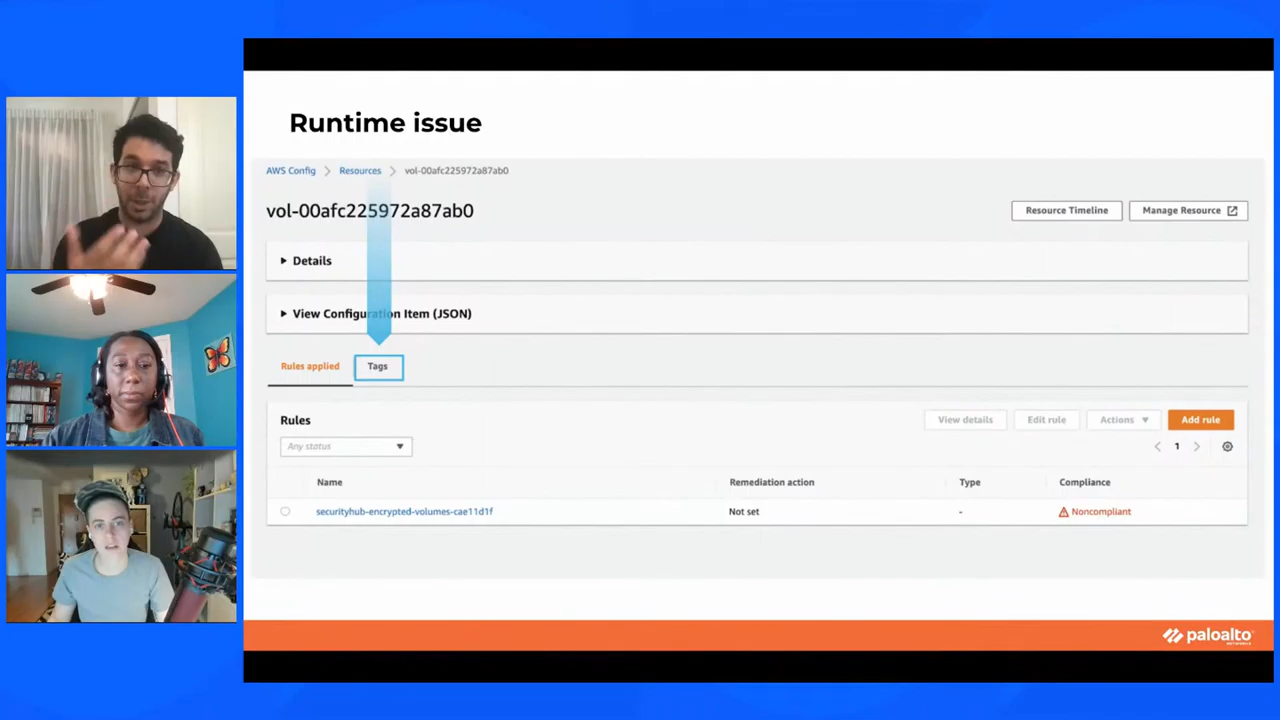 Runtime issue
AWS Config > Resources > vol-00afc225972a87ab0
vol-00afc225972a87ab0
Resource Timeline
Manage Resource
Details
View Configuration Item (JSON)
Rules applied
Tags
Rules
View details
Edit rule
Actions
Add rule
Any status
1
Name
Remediation action
Type
Compliance
securityhub-encrypted-volumes-cae11d1f
Not set
-
Noncompliant
paloalto
NETWORKS